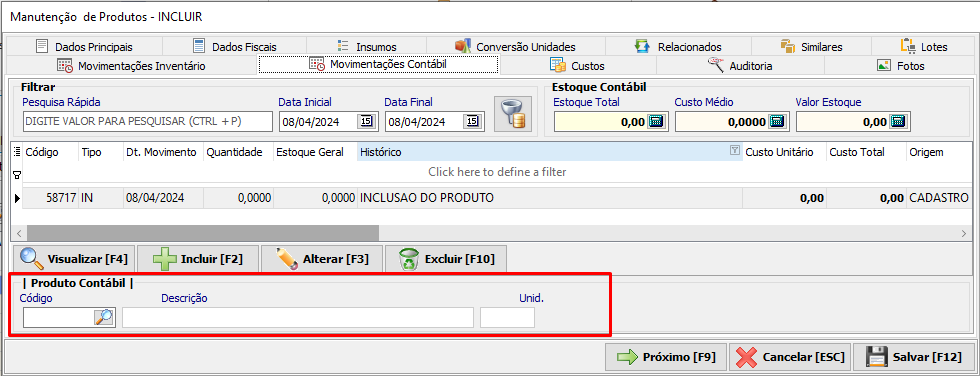 Manutenção de Produtos - INCLUIR
Dados Principais Dados Fiscais Insumos Conversão Unidades Relacionados Similares Lotes
Movimentações Inventário Movimentações Contábil Custos Auditoria Fotos
Filtrar Estoque Contábil
Pesquisa Rápida Data Inicial Data Final Estoque Total Custo Médio Valor Estoque
DIGITE VALOR PARA PESQUISAR (CTRL +P) 08/04/2024 15 08/04/2024 15 0,00 0,0000 0,00
Código Tipo Dt. Movimento Quantidade Estoque Geral Histórico Custo Unitário Custo Total Origem
Click here to define a filter
58717 IN 08/04/2024 0,0000 0,0000 INCLUSAO DO PRODUTO 0,00 0,00 CADASTRO
Visualizar [F4] Incluir [F2] Alterar [F3] Excluir [F10]
| Produto Contábil |
Código Descrição Unid.
Próximo [F9] Cancelar [ESC] Salvar [F12]